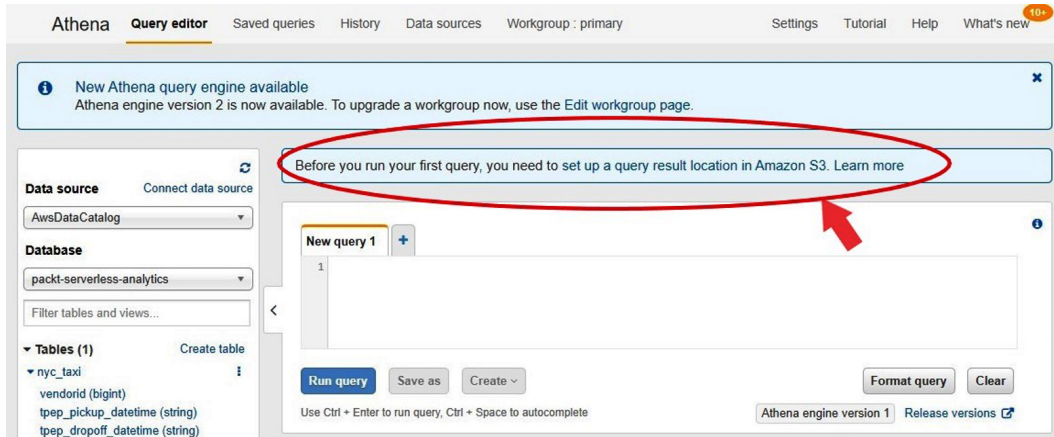 Athena Query editor Saved queries History Data sources Workgroup : primary Settings Tutorial Help What's new 10+
New Athena query engine available
Athena engine version 2 is now available. To upgrade a workgroup now, use the Edit workgroup page.
Before you run your first query, you need to set up a query result location in Amazon S3. Learn more
Data source Connect data source
AwsDataCatalog
Database
packt-serverless-analytics
Filter tables and views...
Tables (1) Create table
nyc_taxi
vendorid (bigint)
tpep_pickup_datetime (string)
tpep_dropoff_datetime (string)
New query 1 +
1
Run query Save as Create Format query Clear
Use Ctrl + Enter to run query, Ctrl + Space to autocomplete Athena engine version 1 Release versions